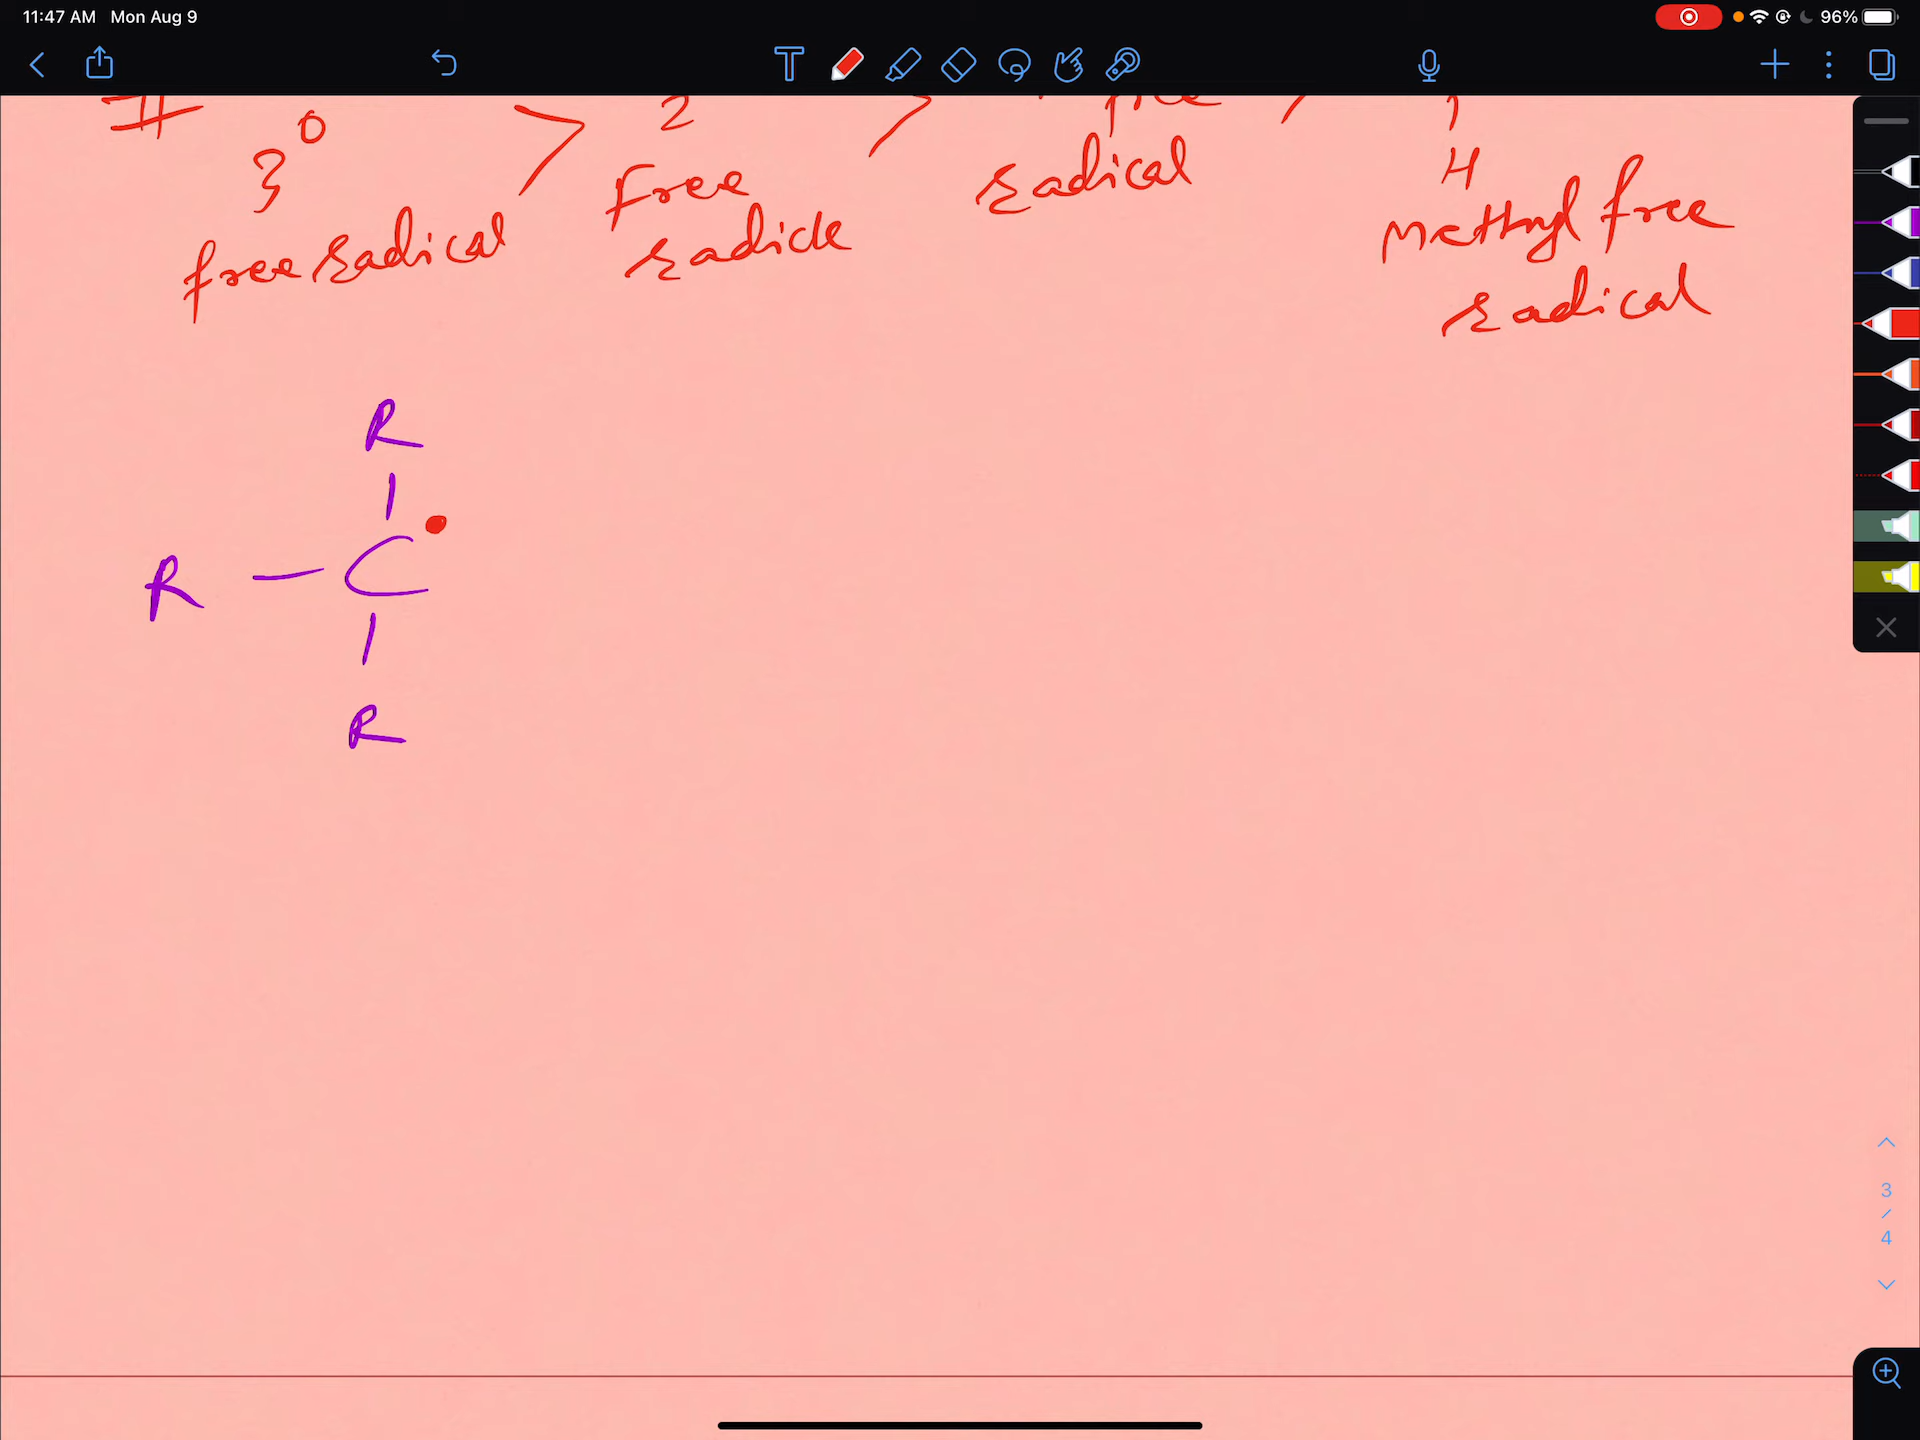 11:47 AM Mon Aug 9
96%
3° > 2 > free >
free radical
free
radicle
radical
H
Methyl free
radical
R
R - C •
R
3
/
4